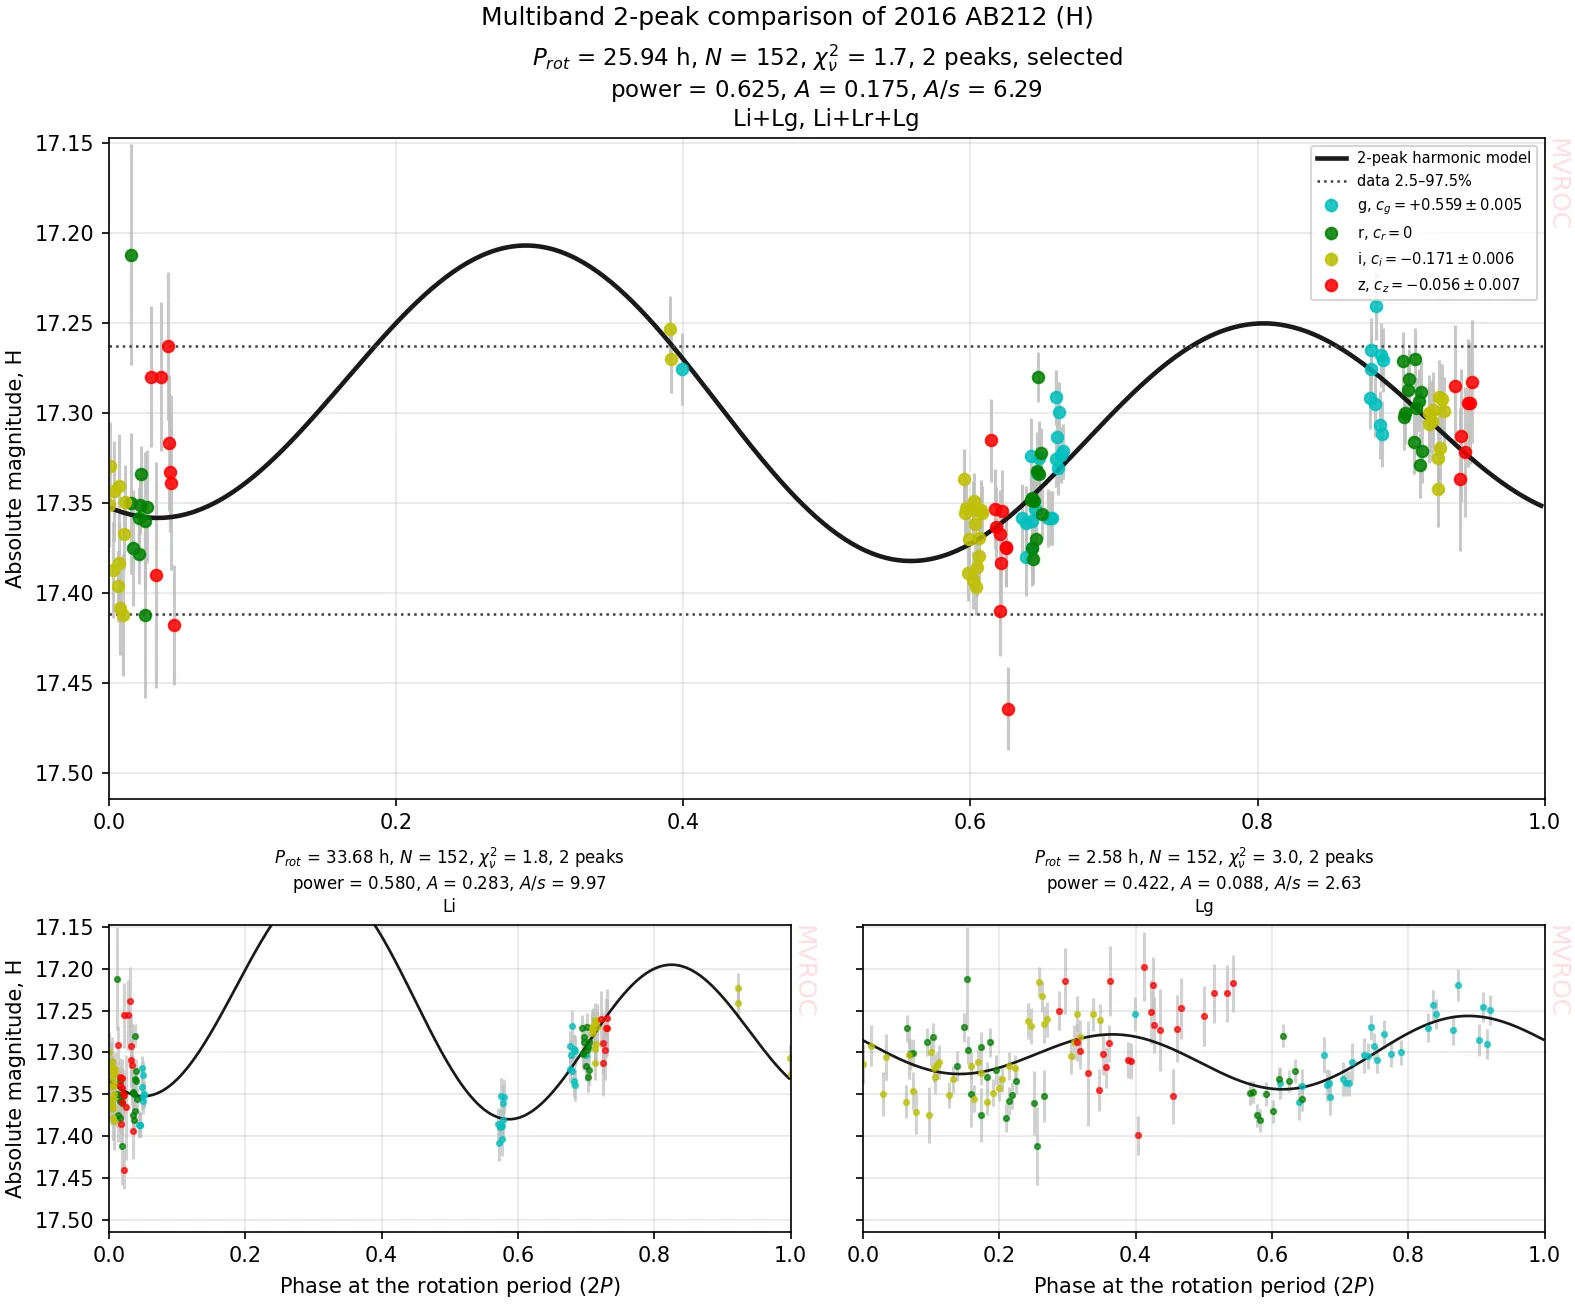 Multiband 2-peak comparison of 2016 AB212 (H)
P_rot = 25.94 h, N = 152, χ²_ν = 1.7, 2 peaks, selected
power = 0.625, A = 0.175, A/s = 6.29
Li+Lg, Li+Lr+Lg
2-peak harmonic model
data 2.5–97.5%
g, c_g = +0.559 ± 0.005
r, c_r = 0
i, c_i = −0.171 ± 0.006
z, c_z = −0.056 ± 0.007
MVROC
Absolute magnitude, H
17.15
17.20
17.25
17.30
17.35
17.40
17.45
17.50
0.0 0.2 0.4 0.6 0.8 1.0
P_rot = 33.68 h, N = 152, χ²_ν = 1.8, 2 peaks
power = 0.580, A = 0.283, A/s = 9.97
Li
MVROC
Absolute magnitude, H
17.15
17.20
17.25
17.30
17.35
17.40
17.45
17.50
0.0 0.2 0.4 0.6 0.8 1.0
Phase at the rotation period (2P)
P_rot = 2.58 h, N = 152, χ²_ν = 3.0, 2 peaks
power = 0.422, A = 0.088, A/s = 2.63
Lg
MVROC
0.0 0.2 0.4 0.6 0.8 1.0
Phase at the rotation period (2P)